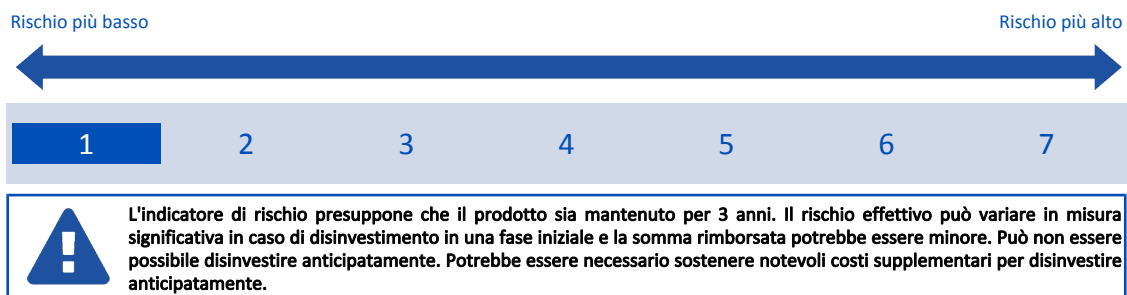 Rischio più basso Rischio più alto
1 2 3 4 5 6 7
L'indicatore di rischio presuppone che il prodotto sia mantenuto per 3 anni. Il rischio effettivo può variare in misura
significativa in caso di disinvestimento in una fase iniziale e la somma rimborsata potrebbe essere minore. Può non essere
possibile disinvestire anticipatamente. Potrebbe essere necessario sostenere notevoli costi supplementari per disinvestire
anticipatamente.